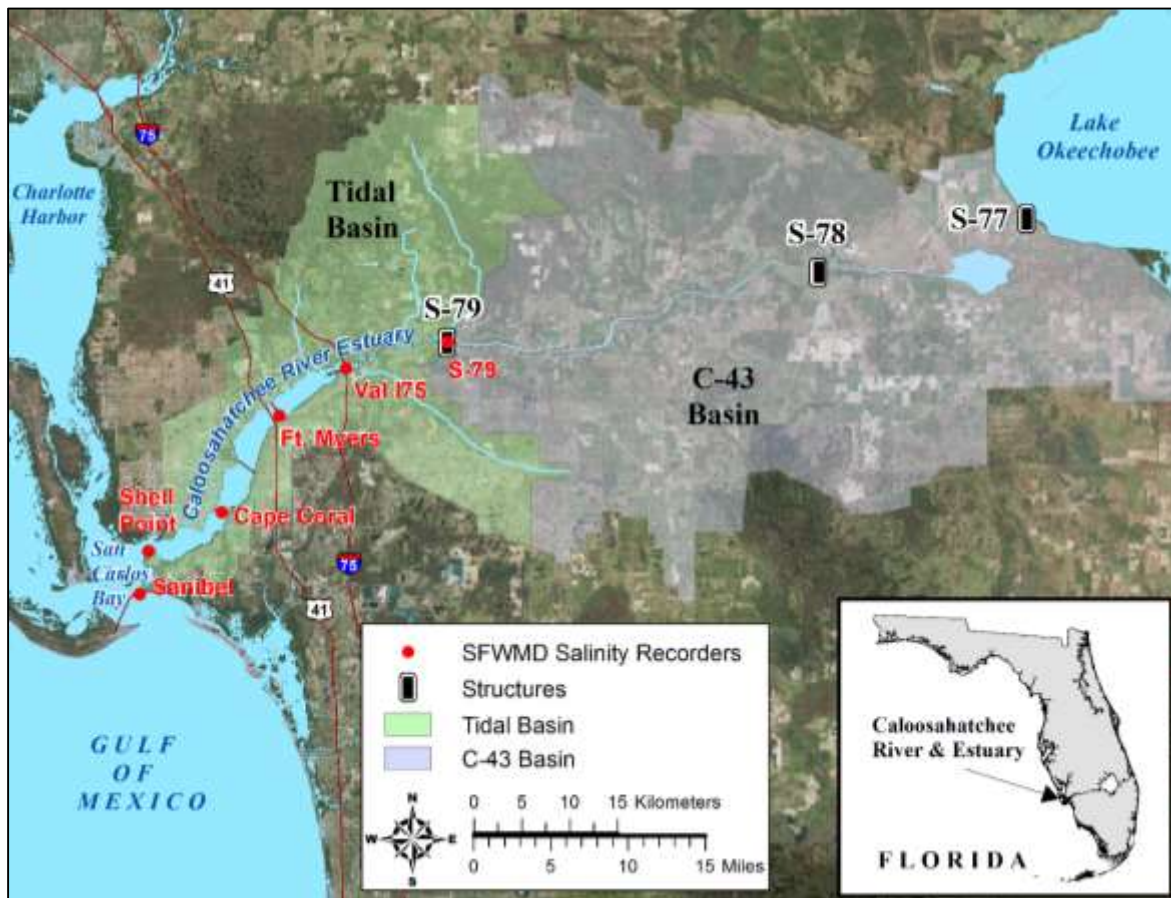 Lake
Okeechobee
75
Charlotte
Harbor
Tidal
Basin
S-77
S-78
41
S-79
S-79
Caloosahatchee River Estuary
Val I75
C-43
Basin
Ft. Myers
Shell
Point
Cape Coral
San
Carlos
Bay
Sanibel
75
41
GULF
OF
MEXICO
SFWMD Salinity Recorders
Structures
Tidal Basin
C-43 Basin
N
W
E
S
0 5 10 15 Kilometers
0 5 10 15 Miles
Caloosahatchee
River & Estuary
FLORIDA